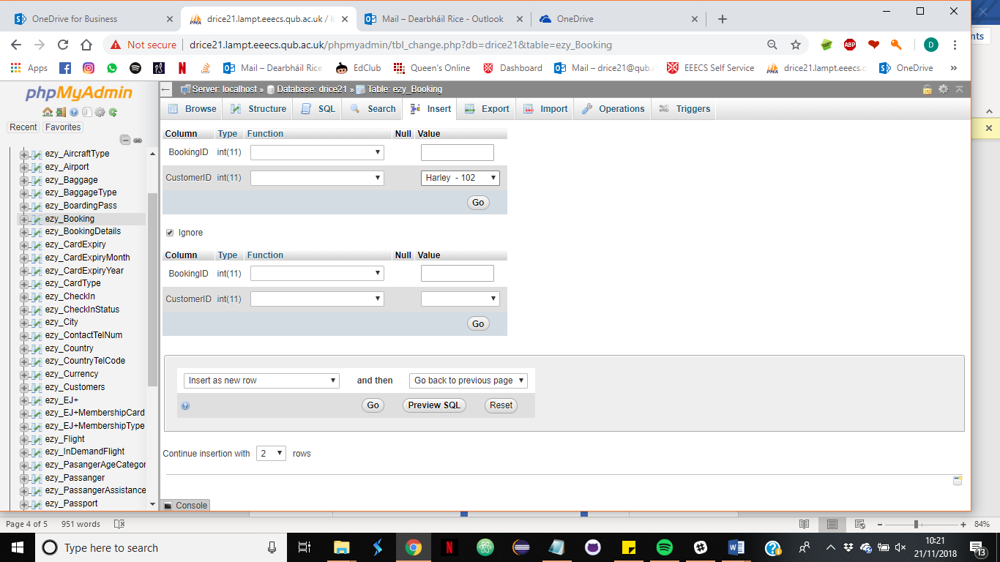 OneDrive for Business
drice21.lampt.eeecs.qub.ac.uk / lo
Mail – Dearbháil Rice - Outlook
OneDrive
Not secure
drice21.lampt.eeecs.qub.ac.uk/phpmyadmin/tbl_change.php?db=drice21&table=ezy_Booking
ABP
D
nts
Apps
Mail – Dearbháil Rice
EdClub
Queen's Online
Dashboard
Mail – drice21@qub.
EEECS Self Service
drice21.lampt.eeecs.q
OneDrive
»
phpMyAdmin
Server: localhost » Database: drice21 » Table: ezy_Booking
Browse Structure SQL Search Insert Export Import Operations Triggers
Recent Favorites
ezy_AircraftType
ezy_Airport
ezy_Baggage
ezy_BaggageType
ezy_BoardingPass
ezy_Booking
ezy_BookingDetails
ezy_CardExpiry
ezy_CardExpiryMonth
ezy_CardExpiryYear
ezy_CardType
ezy_CheckIn
ezy_CheckInStatus
ezy_City
ezy_ContactTelNum
ezy_Country
ezy_CountryTelCode
ezy_Currency
ezy_Customers
ezy_EJ+
ezy_EJ+MembershipCard
ezy_EJ+MembershipType
ezy_Flight
ezy_InDemandFlight
ezy_PasangerAgeCategor
ezy_Passanger
ezy_PassangerAssistance
ezy_Passport
Column Type Function Null Value
BookingID int(11)
CustomerID int(11) Harley - 102
Go
Ignore
Column Type Function Null Value
BookingID int(11)
CustomerID int(11)
Go
Insert as new row and then Go back to previous page
Go Preview SQL Reset
Continue insertion with 2 rows
Console
Page 4 of 5 951 words
84%
Type here to search
10:21
21/11/2018
13